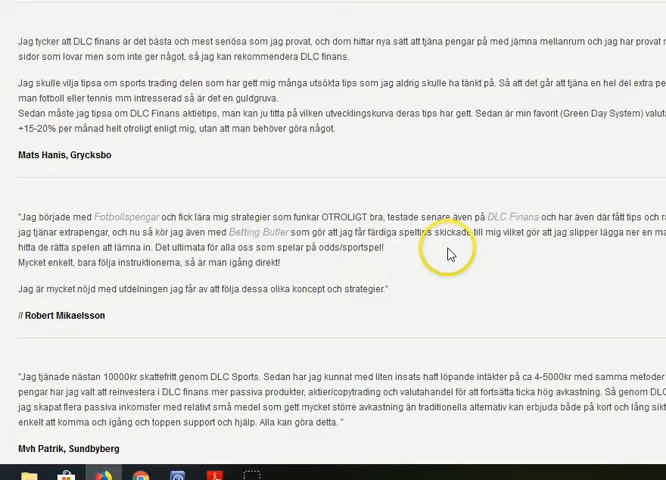 Jag tycker att DLC finans är det bästa och mest seriösa som jag provat, och dom hittar nya sätt att tjäna pengar på med jämna mellanrum och jag har provat
sidor som lovar men som inte ger något, så jag kan rekommendera DLC finans.
Jag skulle vilja tipsa om sports trading delen som har gett mig många utsökta tips som jag aldrig skulle ha tänkt på. Så att det går att tjäna en hel del extra
man fotboll eller tennis mm intresserad så är det en guldgruva.
Sedan måste jag tipsa om DLC Finans aktietips, man kan ju titta på vilken utvecklingskurva deras tips har gett. Sedan är min favorit (Green Day System)
+15-20% per månad helt otroligt enligt mig, utan att man behöver göra något.
Mats Hanis, Grycksbo
"Jag började med Fotbollspengar och fick lära mig strategier som funkar OTROLIGT bra, testade senare även på DLC Finans och har även där fått tips och
jag tjänar extrapengar, och nu så kör jag även med Betting Butler som gör att jag får färdiga speltips skickade till mig vilket gör att jag slipper lägga ner en
hitta de rätta spelen att lämna in. Det ultimata för alla oss som spelar på odds/sportspel!
Mycket enkelt, bara följa instruktionerna, så är man igång direkt!
Jag är mycket nöjd med utdelningen jag får av att följa dessa olika koncept och strategier."
// Robert Mikaelsson
"Jag tjänade nästan 10000kr skattefritt genom DLC Sports. Sedan har jag kunnat med liten insats haft löpande intäkter på ca 4-5000kr med samma metoder
pengar har jag valt att reinvestera i DLC finans mer passiva produkter, aktier/copytrading och valutahandel för att fortsätta ticka hög avkastning. Så genom
jag skapat flera passiva inkomster med relativt små medel som gett mycket större avkastning än traditionella alternativ kan erbjuda både på kort och lång
enkelt att komma och igång och toppen support och hjälp. Alla kan göra detta. "
Mvh Patrik, Sundbyberg